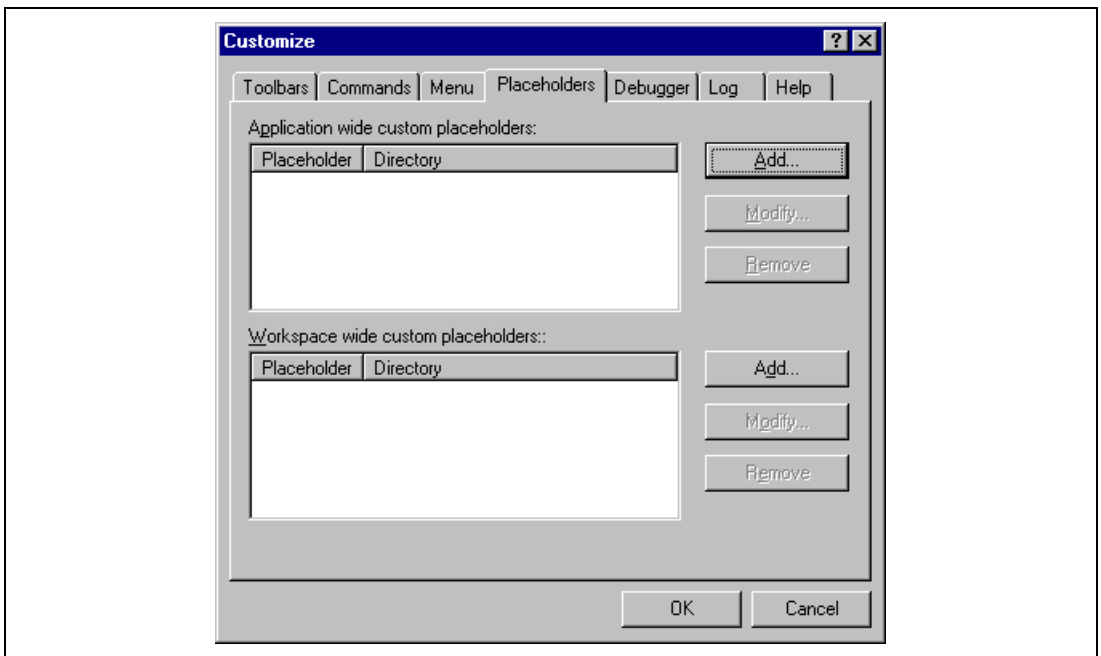 Customize
Toolbars Commands Menu Placeholders Debugger Log Help
Application wide custom placeholders:
Placeholder Directory
Add...
Modify...
Remove
Workspace wide custom placeholders::
Placeholder Directory
Add...
Modify...
Remove
OK Cancel